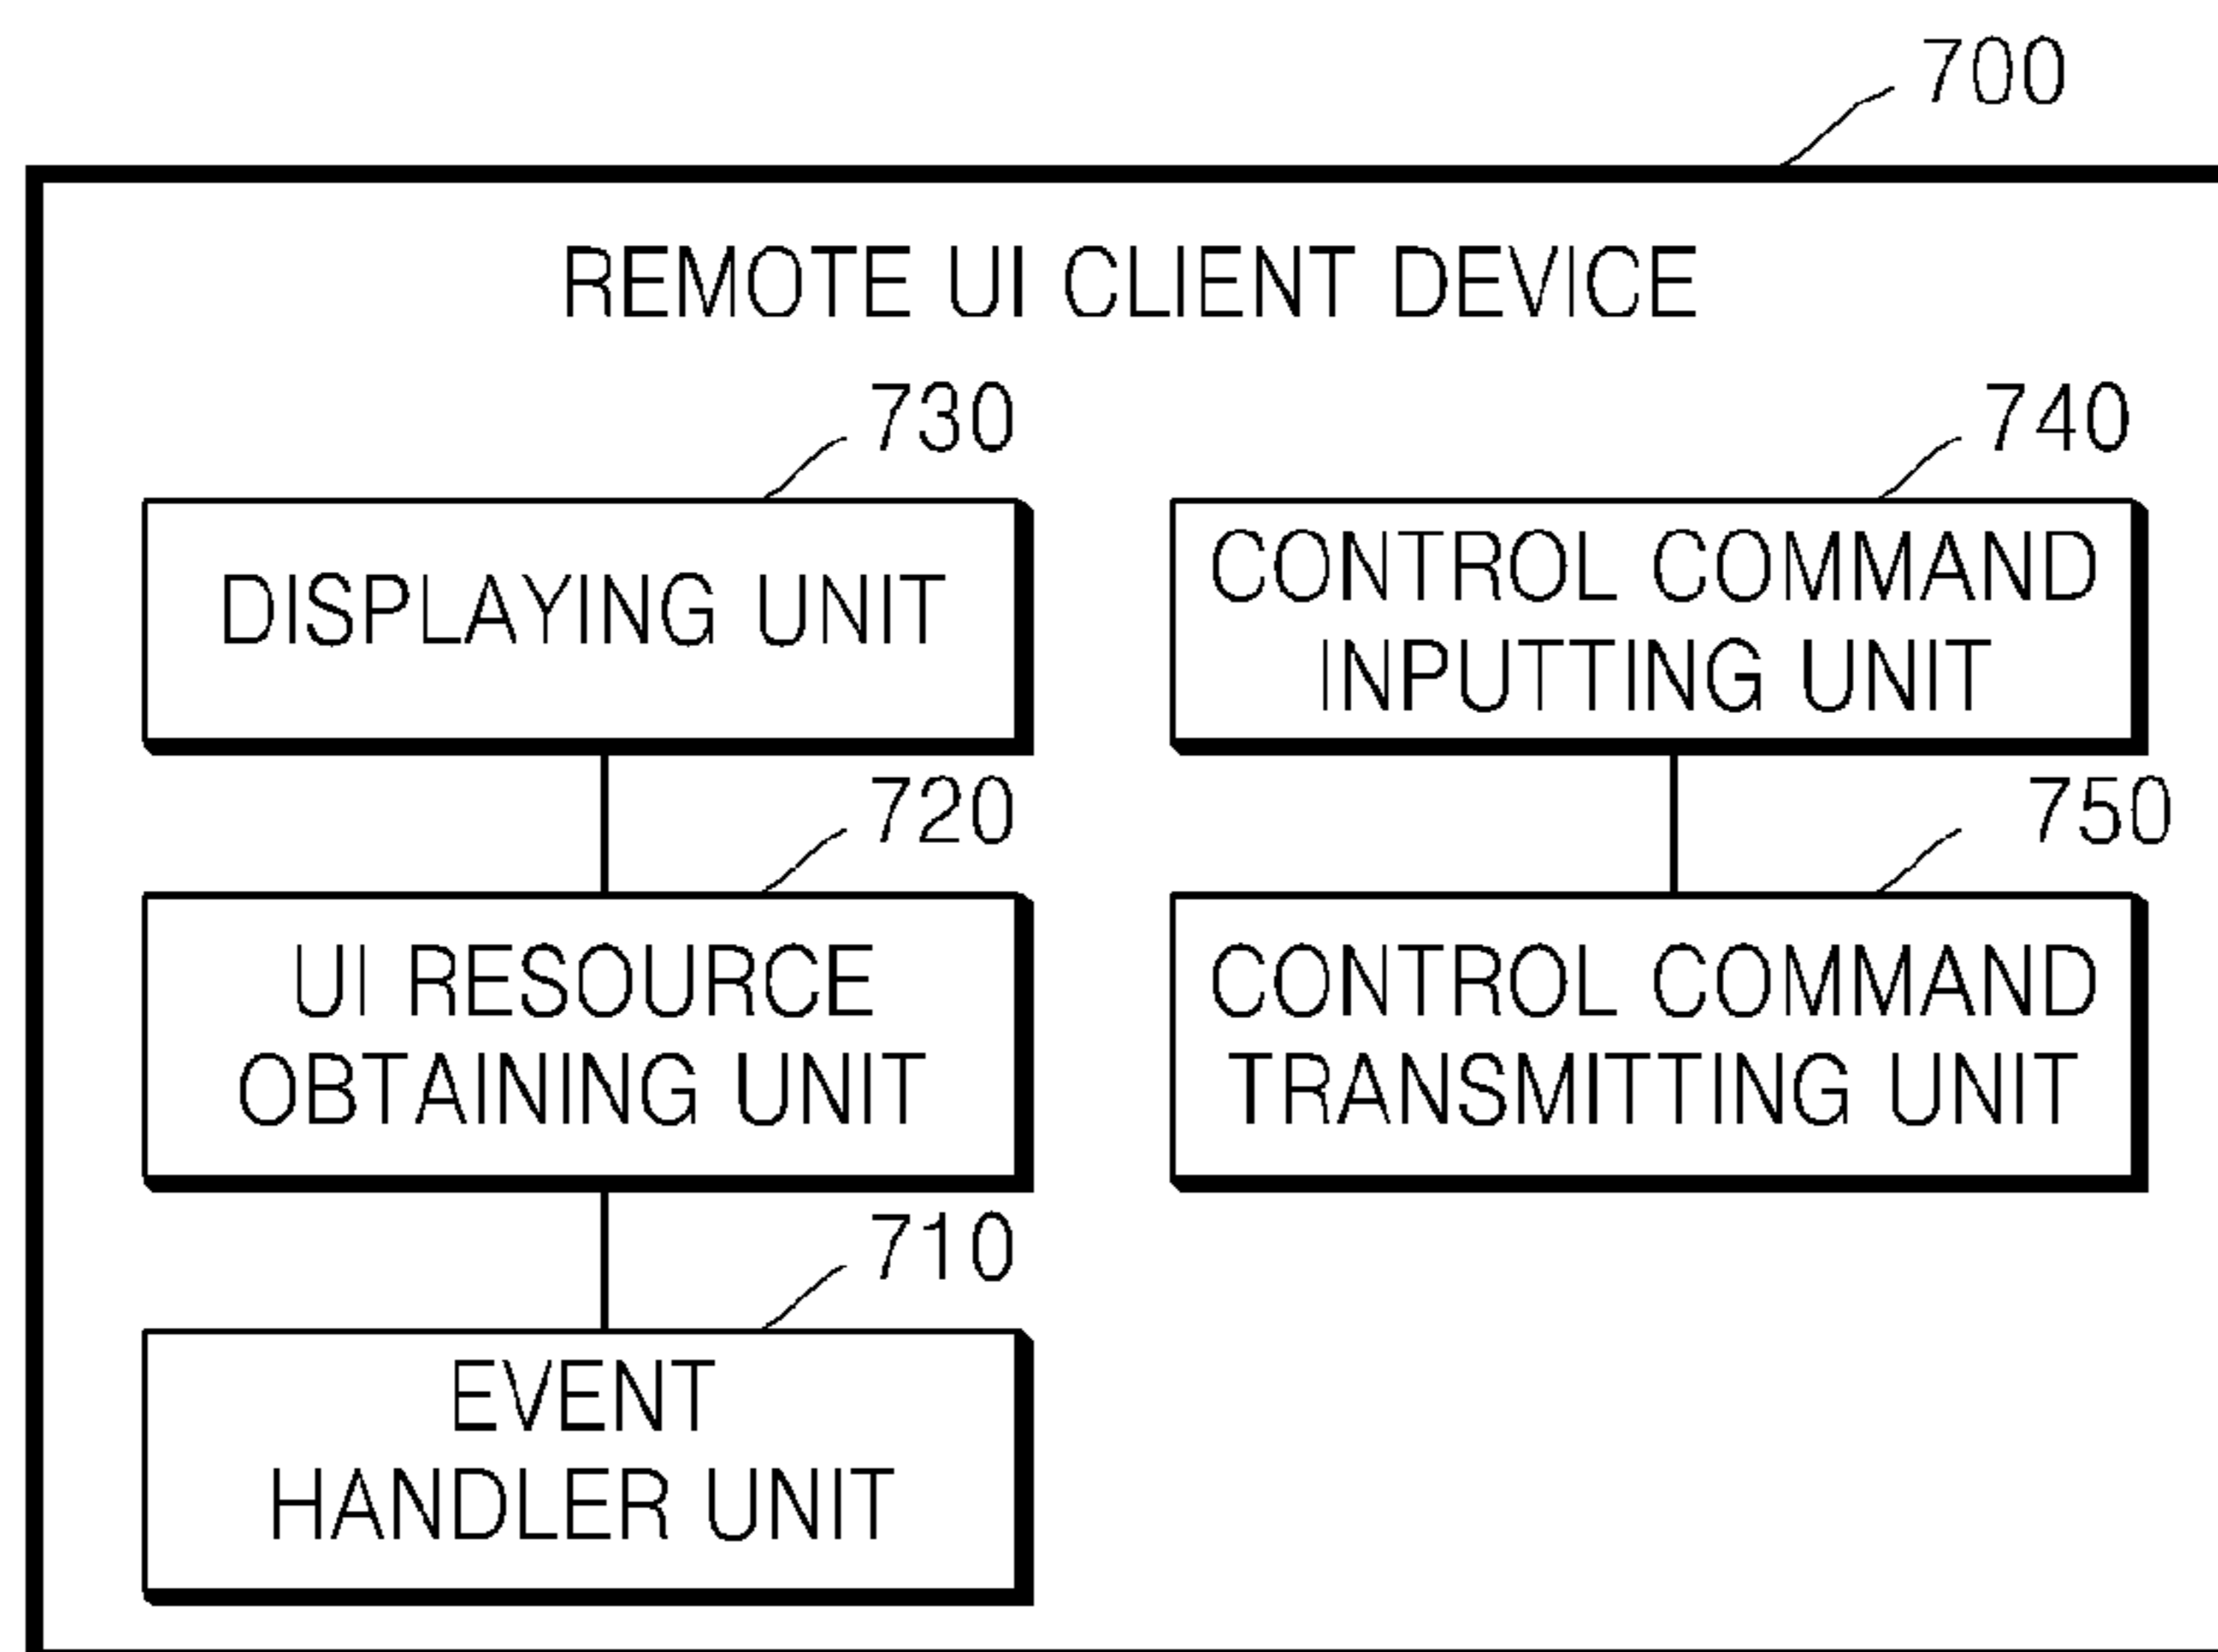 700
REMOTE UI CLIENT DEVICE
730
DISPLAYING UNIT
740
CONTROL COMMAND
INPUTTING UNIT
720
UI RESOURCE
OBTAINING UNIT
750
CONTROL COMMAND
TRANSMITTING UNIT
710
EVENT
HANDLER UNIT